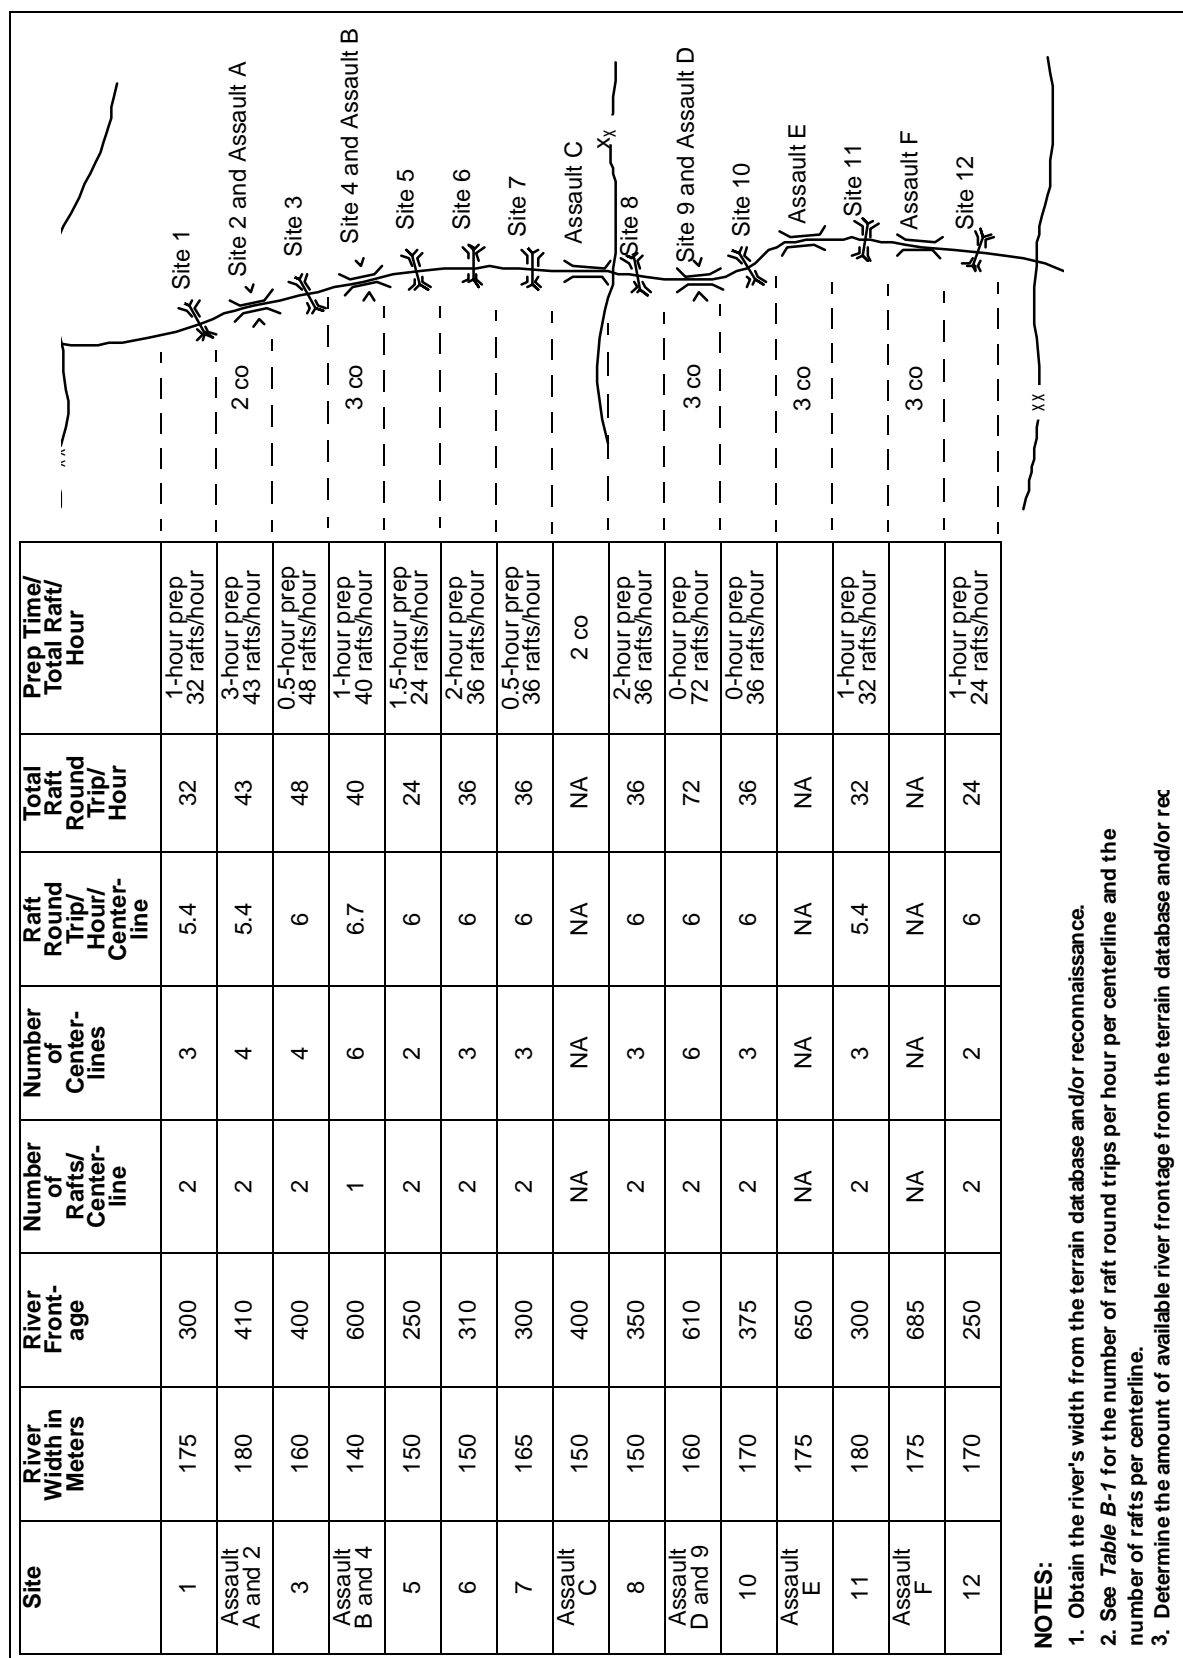 Site
River
Width in
Meters
River
Front-
age
Number
of
Rafts/
Center-
line
Number
of
Center-
lines
Raft
Round
Trip/
Hour/
Center-
line
Total
Raft
Round
Trip/
Hour
Prep Time/
Total Raft/
Hour
1
175
300
2
3
5.4
32
1-hour prep
32 rafts/hour
Assault
A and 2
180
410
2
4
5.4
43
3-hour prep
43 rafts/hour
3
160
400
2
4
6
48
0.5-hour prep
48 rafts/hour
Assault
B and 4
140
600
1
6
6.7
40
1-hour prep
40 rafts/hour
5
150
250
2
2
6
24
1.5-hour prep
24 rafts/hour
6
150
310
2
3
6
36
2-hour prep
36 rafts/hour
7
165
300
2
3
6
36
0.5-hour prep
36 rafts/hour
Assault
C
150
400
NA
NA
NA
NA
2 co
8
150
350
2
3
6
36
2-hour prep
36 rafts/hour
Assault
D and 9
160
610
2
6
6
72
0-hour prep
72 rafts/hour
10
170
375
2
3
6
36
0-hour prep
36 rafts/hour
Assault
E
175
650
NA
NA
NA
NA
11
180
300
2
3
5.4
32
1-hour prep
32 rafts/hour
Assault
F
175
685
NA
NA
NA
NA
12
170
250
2
2
6
24
1-hour prep
24 rafts/hour
Site 1
2 co
Site 2 and Assault A
Site 3
3 co
Site 4 and Assault B
Site 5
Site 6
Site 7
Assault C
XX
Site 8
3 co
Site 9 and Assault D
Site 10
3 co
Assault E
Site 11
3 co
Assault F
Site 12
XX
NOTES:
1. Obtain the river's width from the terrain database and/or reconnaissance.
2. See Table B-1 for the number of raft round trips per hour per centerline and the
number of rafts per centerline.
3. Determine the amount of available river frontage from the terrain database and/or rec